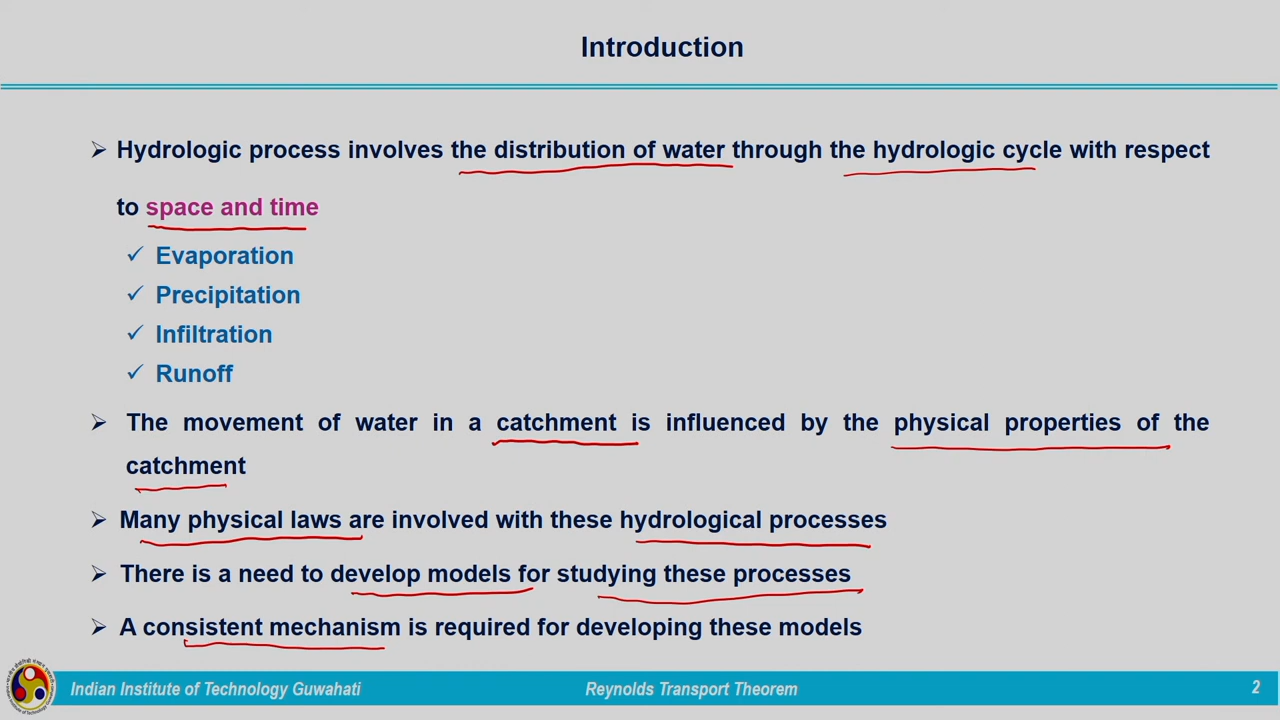 Introduction
➢ Hydrologic process involves the distribution of water through the hydrologic cycle with respect
to space and time
✓ Evaporation
✓ Precipitation
✓ Infiltration
✓ Runoff
➢ The movement of water in a catchment is influenced by the physical properties of the
catchment
➢ Many physical laws are involved with these hydrological processes
➢ There is a need to develop models for studying these processes
➢ A consistent mechanism is required for developing these models
Indian Institute of Technology Guwahati Reynolds Transport Theorem 2